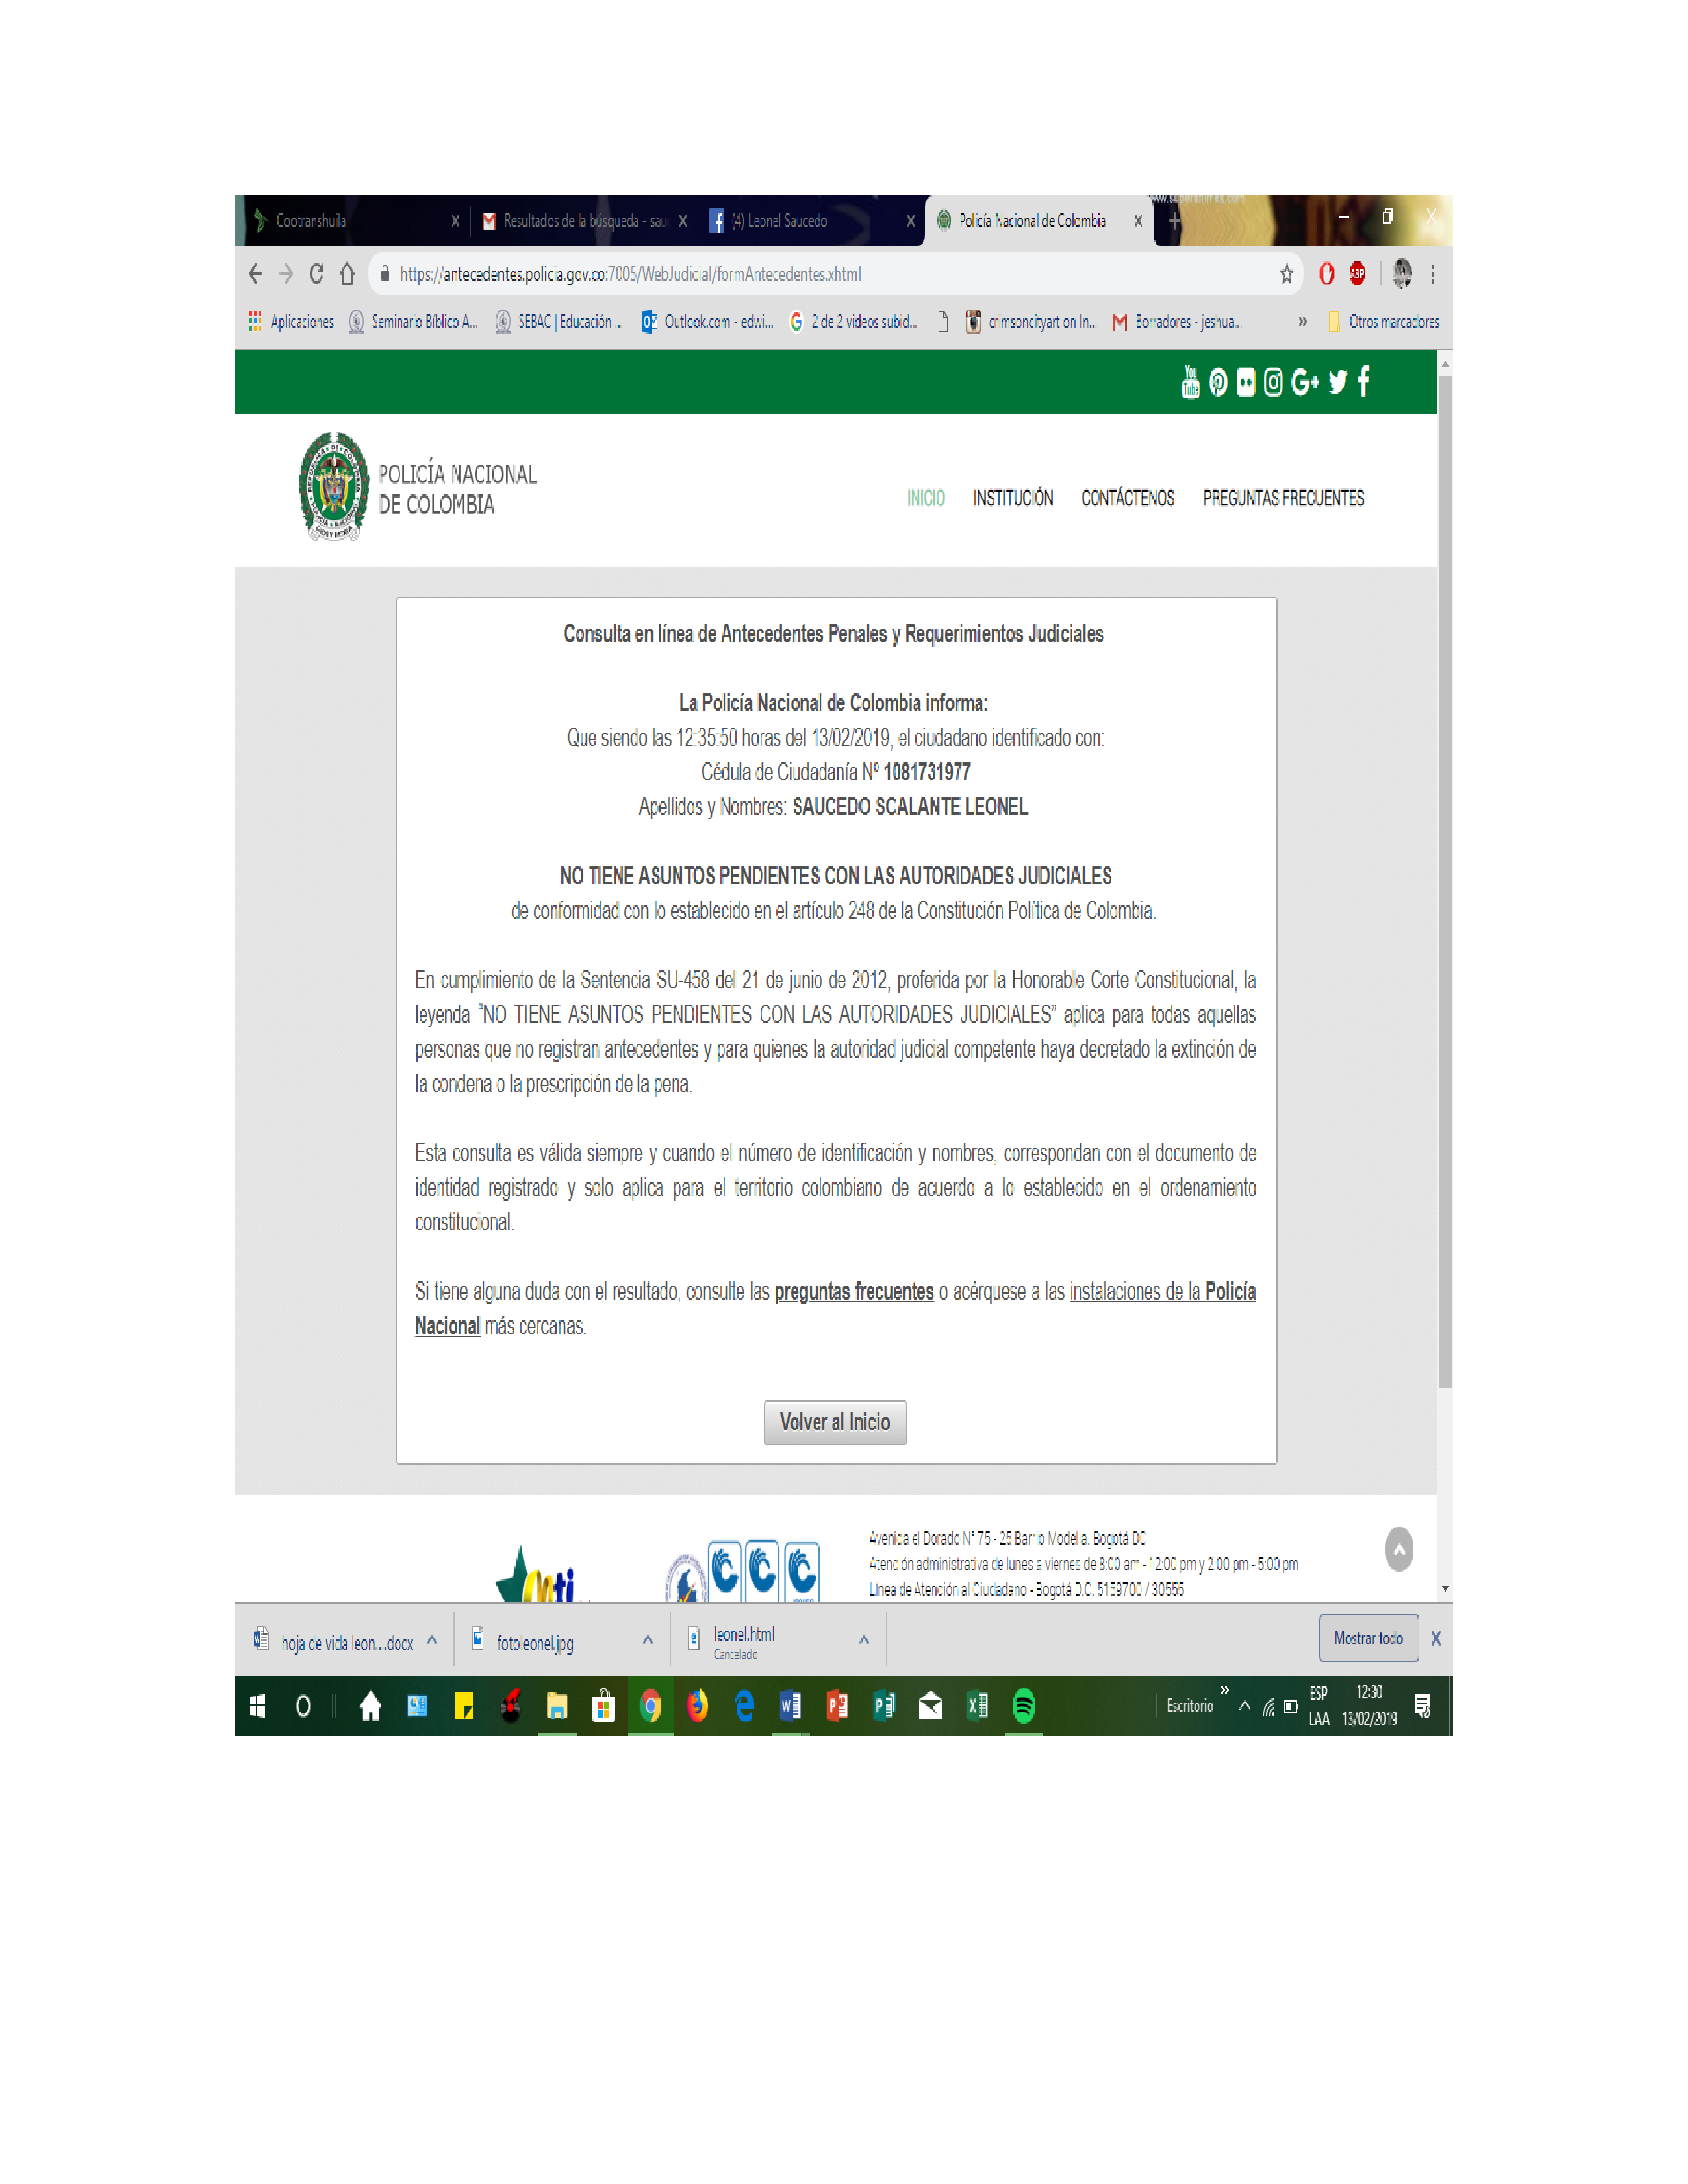 www.superanimes.com
Cootranshuila
Resultados de la búsqueda - sau
(4) Leonel Saucedo
Policía Nacional de Colombia
https://antecedentes.policia.gov.co:7005/WebJudicial/formAntecedentes.xhtml
ABP
Aplicaciones
Seminario Bíblico A...
SEBAC | Educación ...
Outlook.com - edwi...
2 de 2 videos subid...
crimsoncityart on In...
Borradores - jeshua...
»
Otros marcadores
You Tube
POLICÍA NACIONAL
DE COLOMBIA
INICIO INSTITUCIÓN CONTÁCTENOS PREGUNTAS FRECUENTES
Consulta en línea de Antecedentes Penales y Requerimientos Judiciales
La Policía Nacional de Colombia informa:
Que siendo las 12:35:50 horas del 13/02/2019, el ciudadano identificado con:
Cédula de Ciudadanía Nº 1081731977
Apellidos y Nombres: SAUCEDO SCALANTE LEONEL
NO TIENE ASUNTOS PENDIENTES CON LAS AUTORIDADES JUDICIALES
de conformidad con lo establecido en el artículo 248 de la Constitución Política de Colombia.
En cumplimiento de la Sentencia SU-458 del 21 de junio de 2012, proferida por la Honorable Corte Constitucional, la
leyenda “NO TIENE ASUNTOS PENDIENTES CON LAS AUTORIDADES JUDICIALES” aplica para todas aquellas
personas que no registran antecedentes y para quienes la autoridad judicial competente haya decretado la extinción de
la condena o la prescripción de la pena.
Esta consulta es válida siempre y cuando el número de identificación y nombres, correspondan con el documento de
identidad registrado y solo aplica para el territorio colombiano de acuerdo a lo establecido en el ordenamiento
constitucional.
Si tiene alguna duda con el resultado, consulte las preguntas frecuentes o acérquese a las instalaciones de la Policía
Nacional más cercanas.
Volver al Inicio
Avenida el Dorado N° 75 - 25 Barrio Modelia. Bogotá DC
Atención administrativa de lunes a viernes de 8:00 am - 12:00 pm y 2:00 pm - 5:00 pm
Línea de Atención al Ciudadano - Bogotá D.C. 5159700 / 30555
hoja de vida leon....docx
fotoleonel.jpg
leonel.html
Cancelado
Mostrar todo
Escritorio
»
ESP
LAA
12:30
13/02/2019